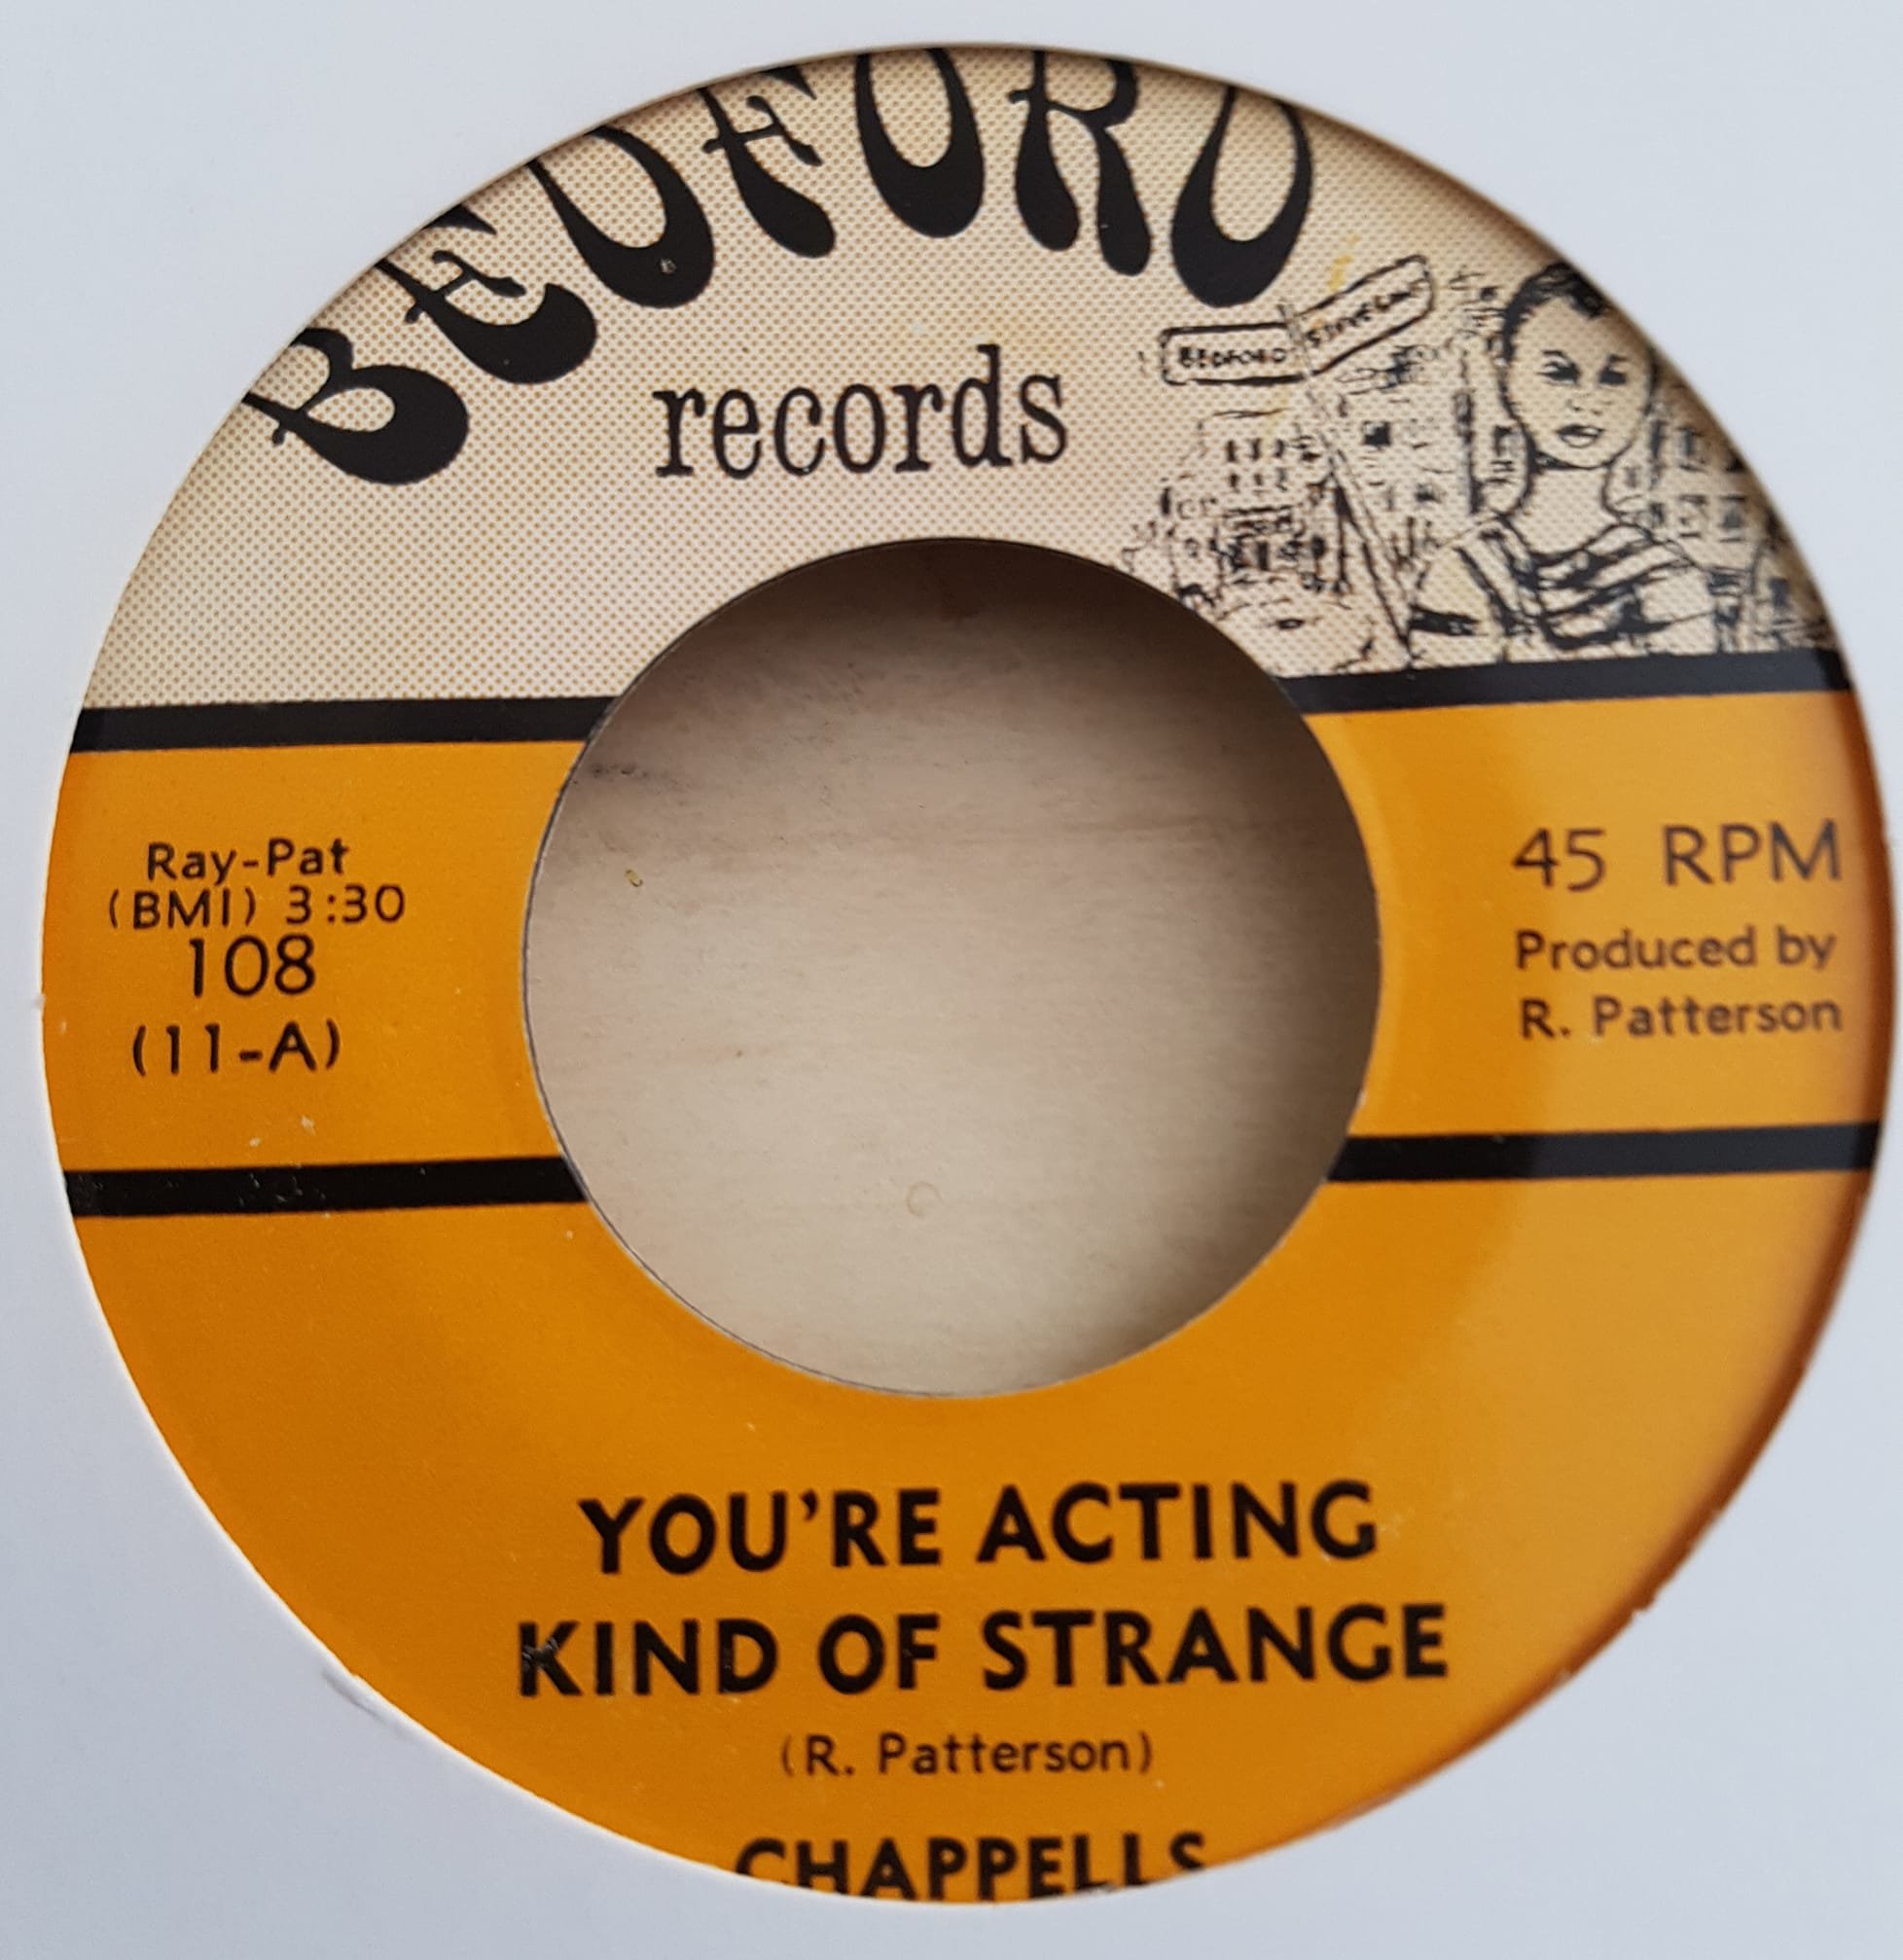 BEDFORD
records
BEDFORD
Ray-Pat
(BMI) 3:30
108
(11-A)
45 RPM
Produced by
R. Patterson
YOU'RE ACTING
KIND OF STRANGE
(R. Patterson)
CHAPPELLS